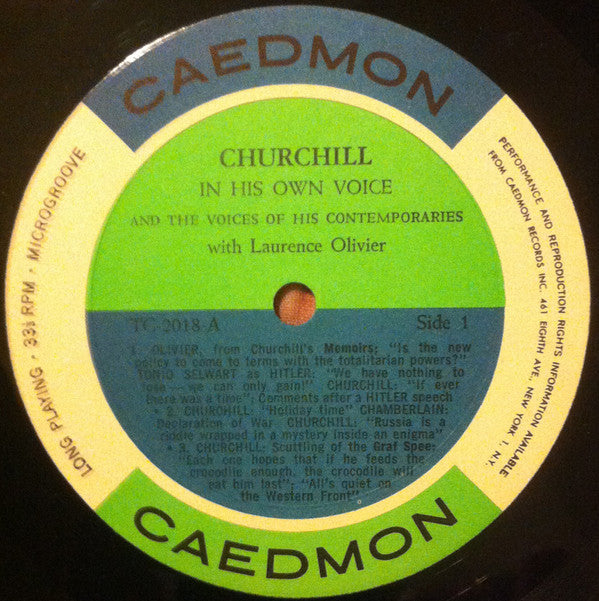 CAEDMON
CHURCHILL
IN HIS OWN VOICE
AND THE VOICES OF HIS CONTEMPORARIES
with Laurence Olivier
TC 2018-A Side 1
OLIVIER, from Churchill's Memoirs: "Is the new
policy to come to terms with the totalitarian powers?"
TONIO SELWART as HITLER: "We have nothing to
lose — we can only gain!" CHURCHILL: "If ever
there was a time"; Comments after a HITLER speech
• 2. CHURCHILL: "Holiday time" CHAMBERLAIN:
Declaration of War CHURCHILL: "Russia is a
riddle wrapped in a mystery inside an enigma"
• 3. CHURCHILL: Scuttling of the Graf Spee;
"Each one hopes that if he feeds the
crocodile enough, the crocodile will
eat him last"; "All's quiet on
the Western Front"
LONG PLAYING • 33⅓ RPM • MICROGROOVE
PERFORMANCE AND REPRODUCTION RIGHTS INFORMATION AVAILABLE
FROM CAEDMON RECORDS INC. 461 EIGHTH AVE, NEW YORK 1, N.Y.
CAEDMON